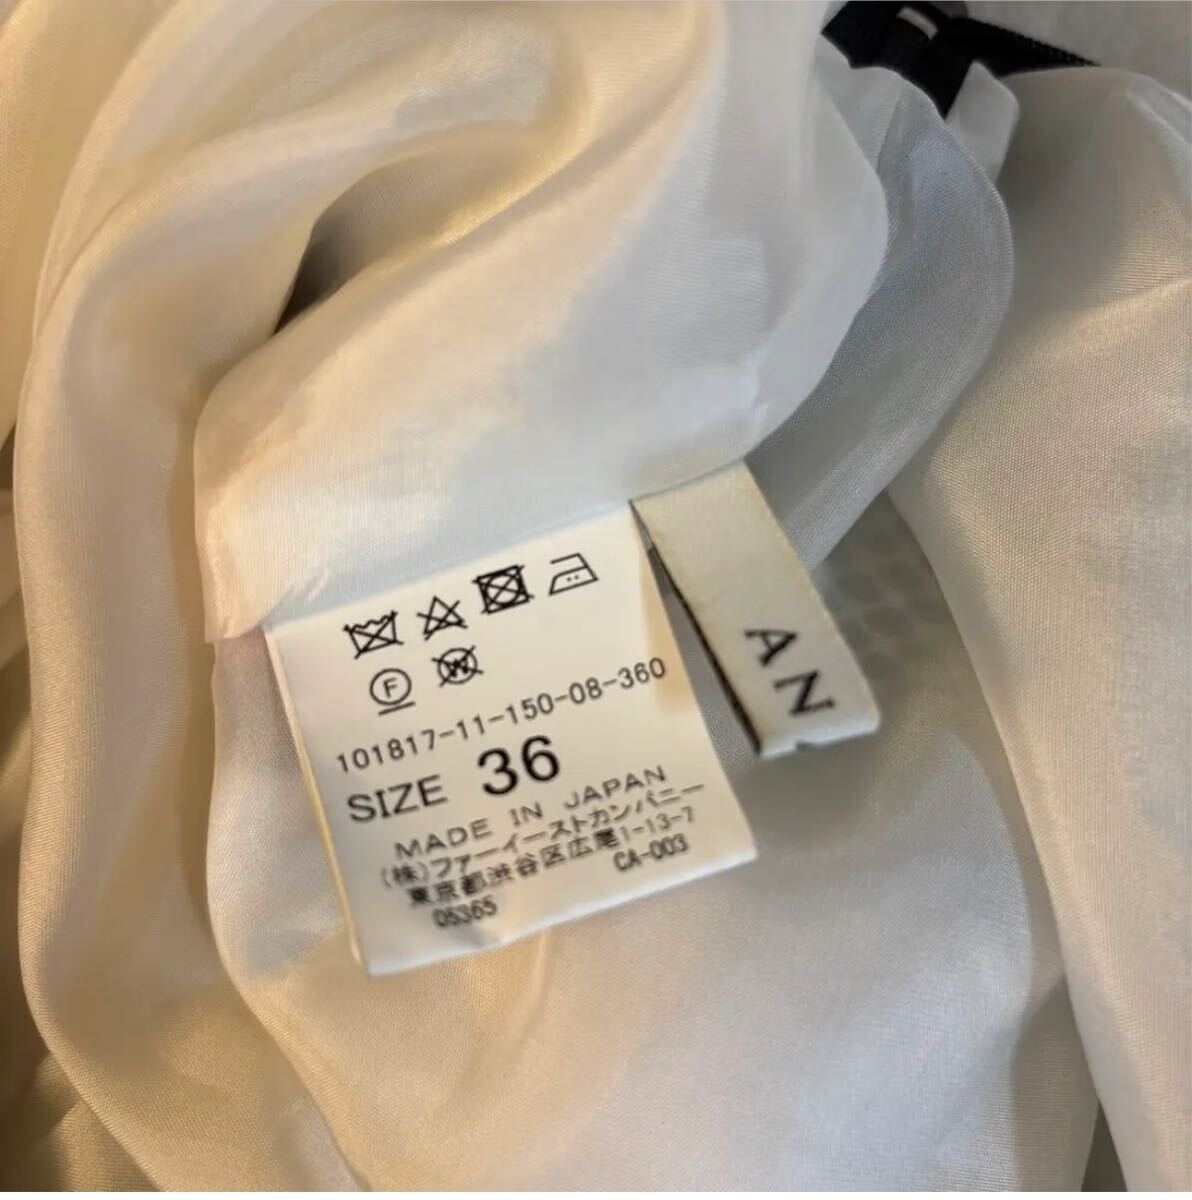 F W
101817-11-150-08-360
SIZE 36
MADE IN JAPAN
(株)ファーイーストカンパニー
東京都渋谷区広尾1-13-7
05365 CA-003
AN